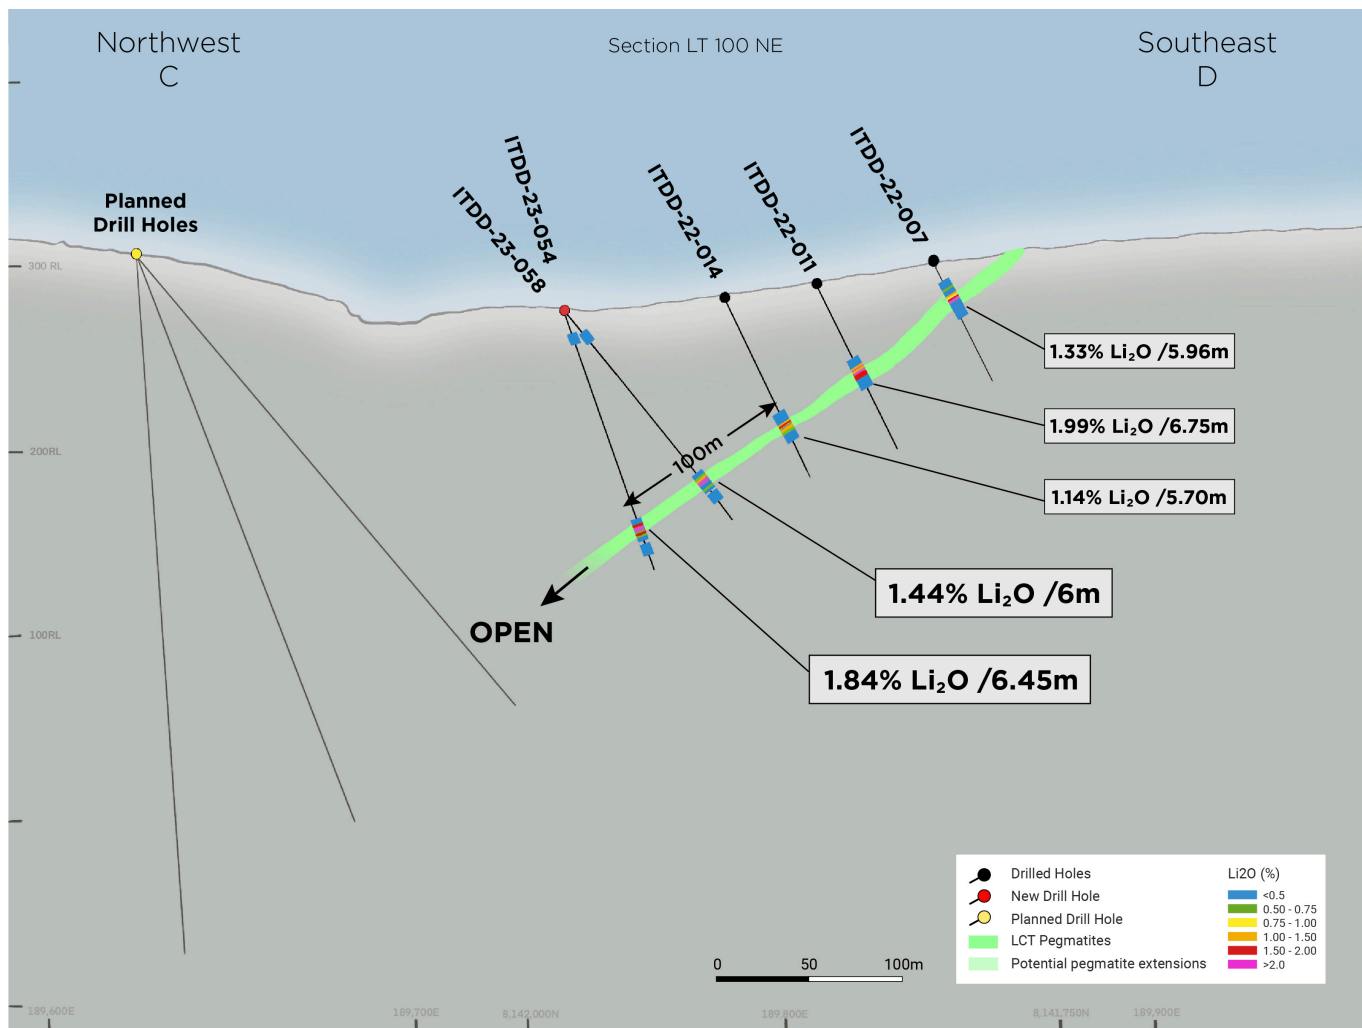 Northwest
C
Section LT 100 NE
Southeast
D
Planned
Drill Holes
ITDD-23-058
ITDD-23-054
ITDD-22-014
ITDD-22-011
ITDD-22-007
300 RL
200RL
100RL
100m
OPEN
1.33% Li₂O /5.96m
1.99% Li₂O /6.75m
1.14% Li₂O /5.70m
1.44% Li₂O /6m
1.84% Li₂O /6.45m
0 50 100m
Drilled Holes
New Drill Hole
Planned Drill Hole
LCT Pegmatites
Potential pegmatite extensions
Li2O (%)
<0.5
0.50 - 0.75
0.75 - 1.00
1.00 - 1.50
1.50 - 2.00
>2.0
189,600E 189,700E 8,142,000N 189,800E 8,141,750N 189,900E